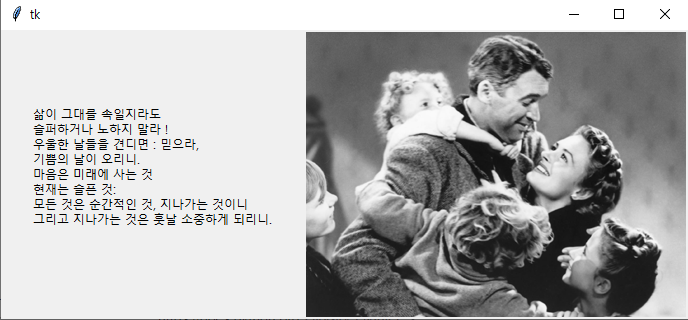 tk
삶이 그대를 속일지라도
슬퍼하거나 노하지 말라 !
우울한 날들을 견디면 : 믿으라,
기쁨의 날이 오리니.
마음은 미래에 사는 것
현재는 슬픈 것:
모든 것은 순간적인 것, 지나가는 것이니
그리고 지나가는 것은 훗날 소중하게 되리니.